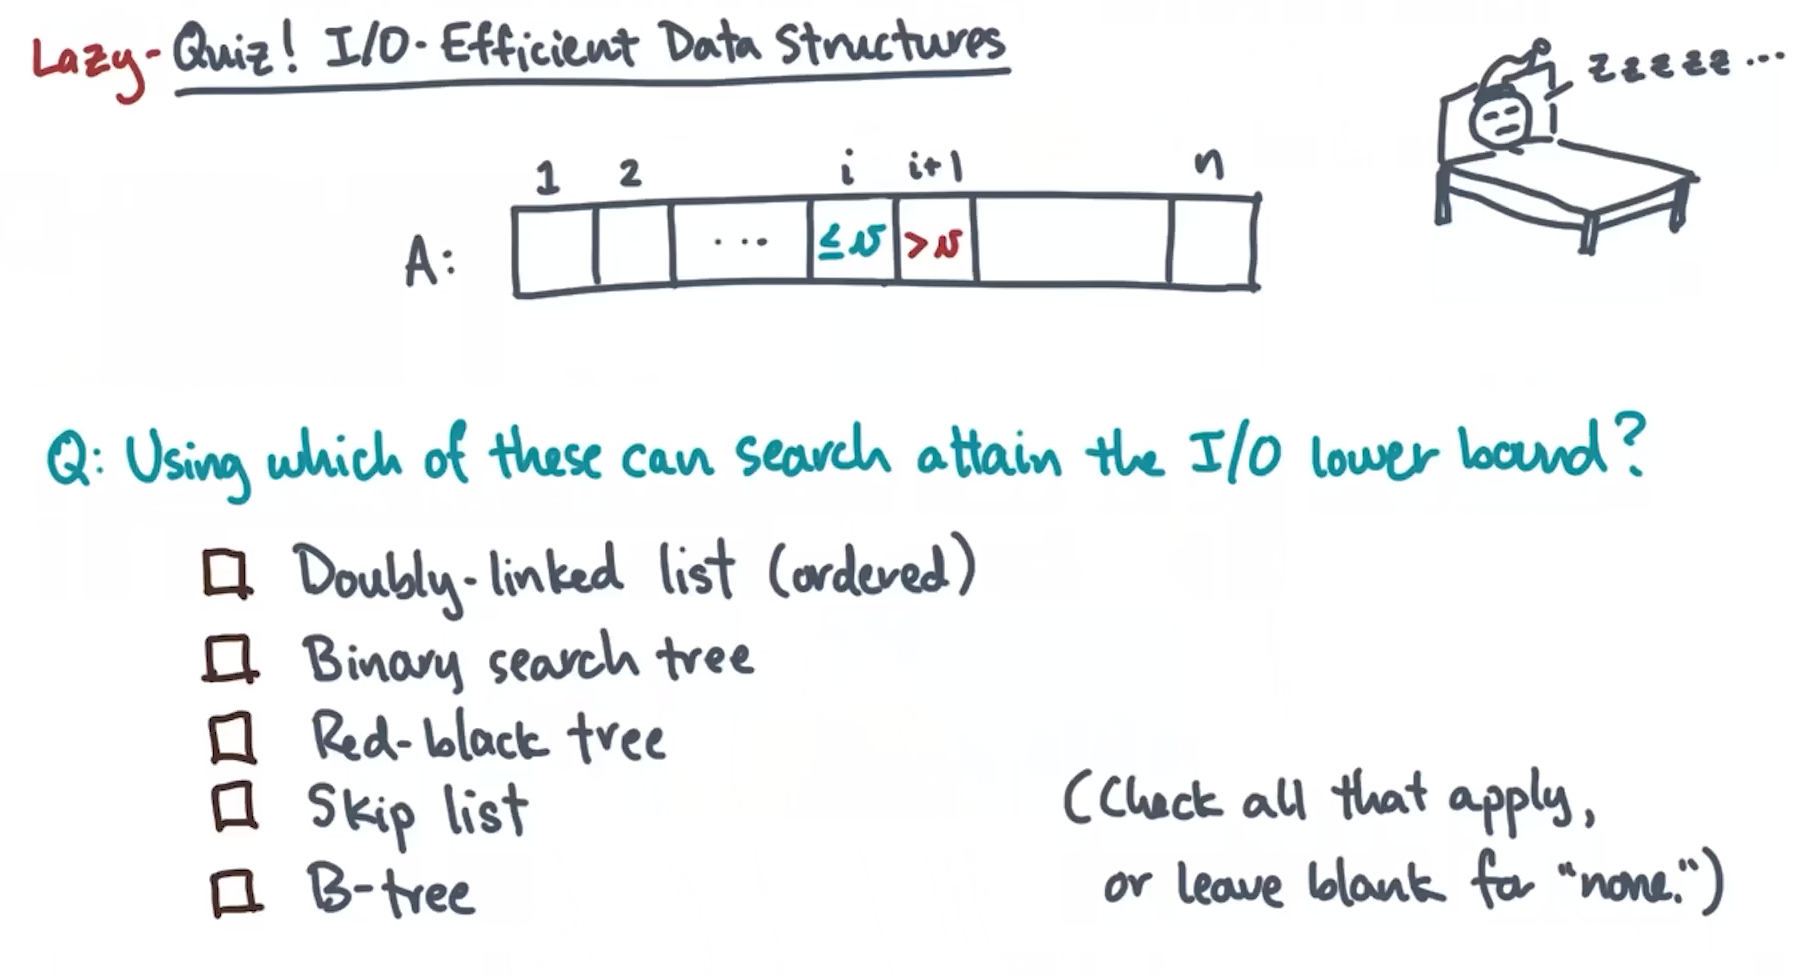 Lazy-Quiz! I/O-Efficient Data Structures
zzzzz...
1 2 i i+1 n
A: ... ≤v >v
Q: Using which of these can search attain the I/O lower bound?
Doubly-linked list (ordered)
Binary search tree
Red-black tree
Skip list
B-tree
(Check all that apply,
or leave blank for "none.")